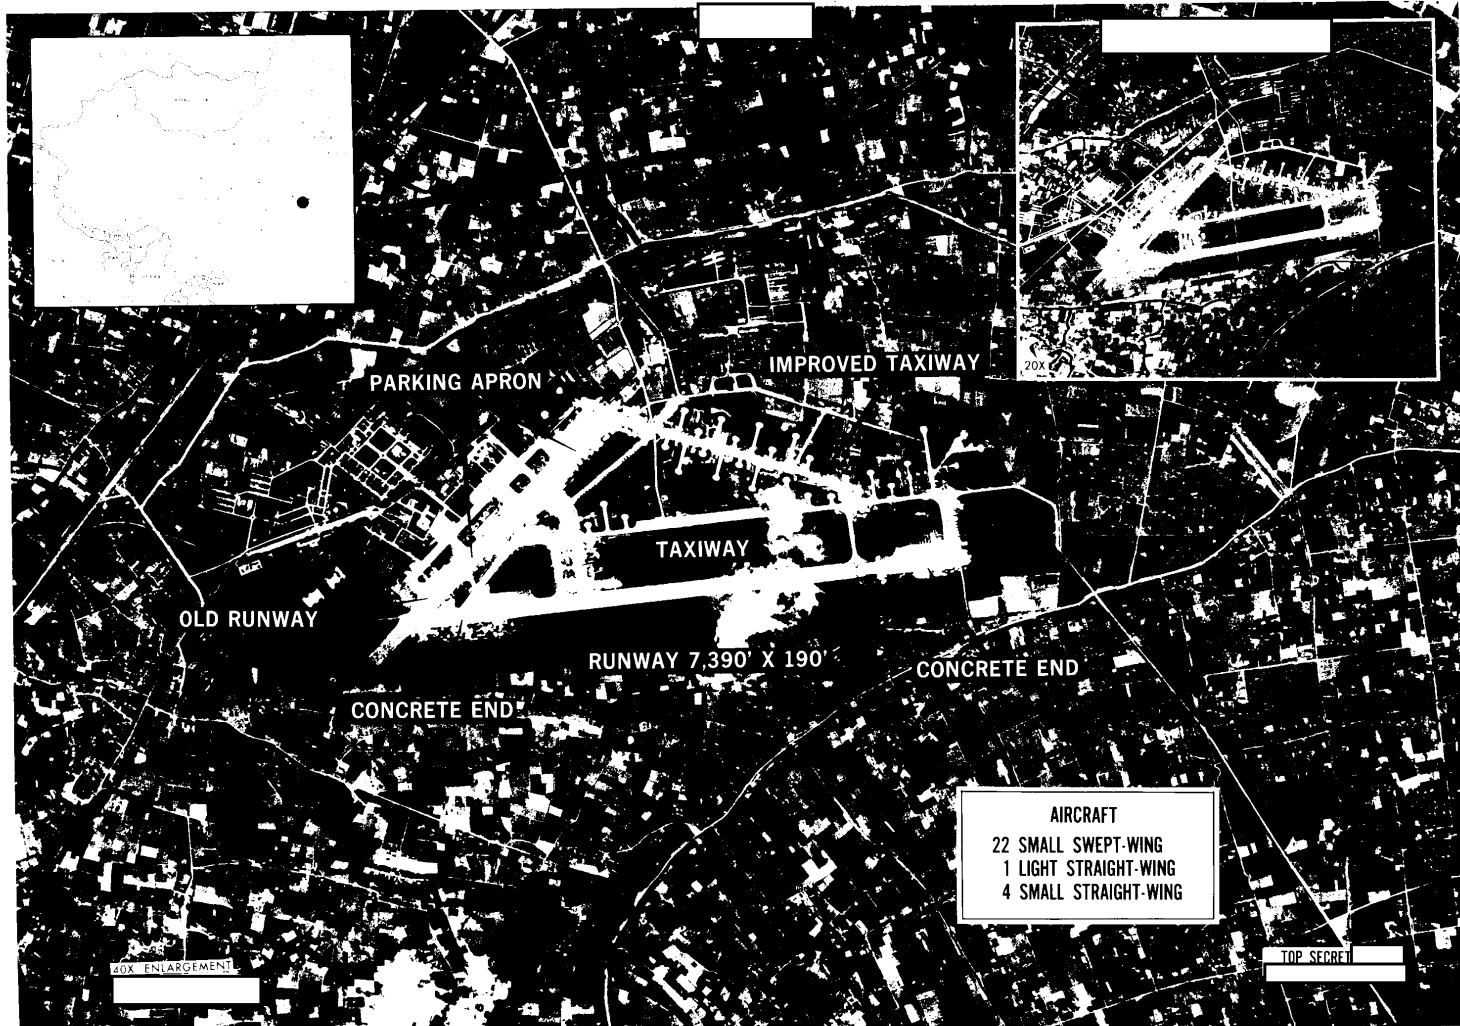 20X
IMPROVED TAXIWAY
PARKING APRON
TAXIWAY
OLD RUNWAY
RUNWAY 7,390' X 190'
CONCRETE END
CONCRETE END
AIRCRAFT
22 SMALL SWEPT-WING
1 LIGHT STRAIGHT-WING
4 SMALL STRAIGHT-WING
40X ENLARGEMENT
TOP SECRET